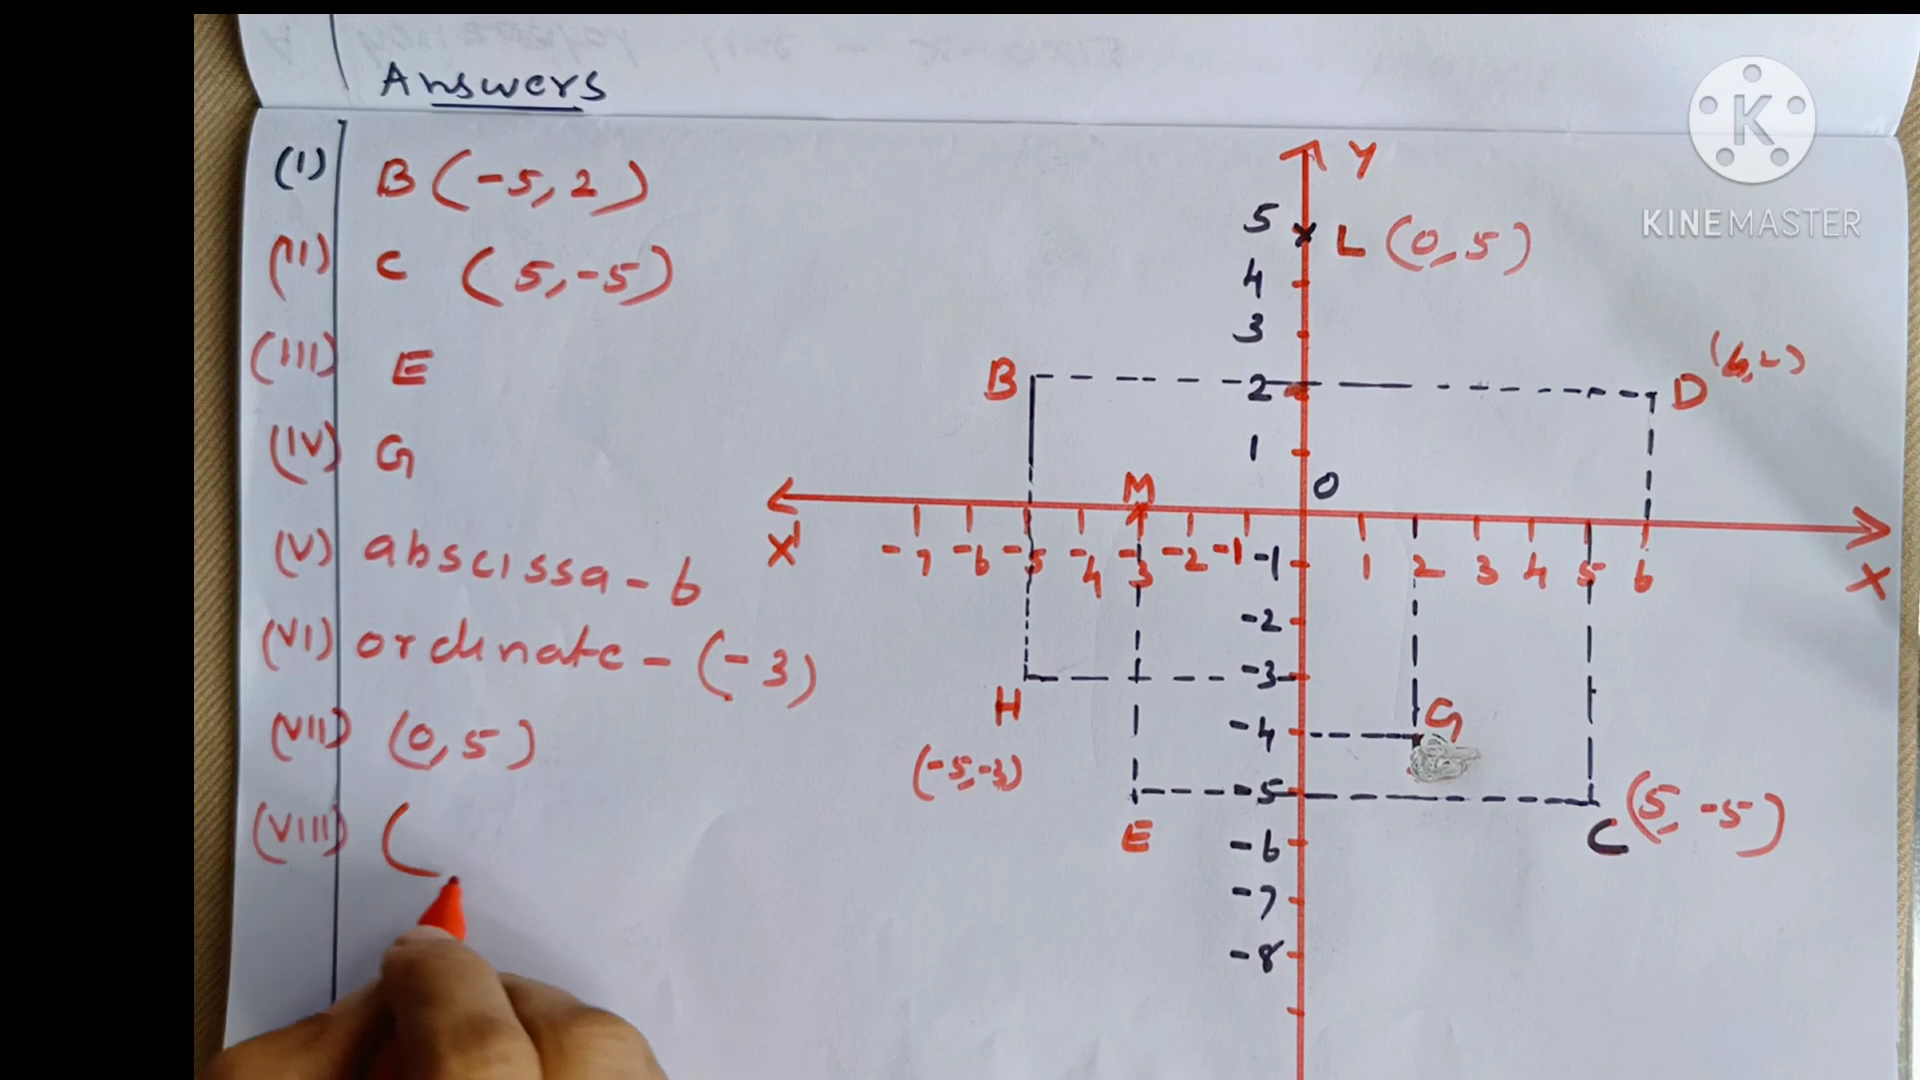 Answers
(I) B (-5, 2)
(II) C (5, -5)
(III) E
(IV) G
(V) abscissa - 6
(VI) ordinate - (-3)
(VII) (0, 5)
(VIII) (
K
KINEMASTER
Y
5
L (0, 5)
4
3
B
2
D (6, 2)
1
M
O
X'
-7 -6 -5 -4 -3 -2 -1
1 2 3 4 5 6
X
-1
-2
-3
H
(-5, -3)
-4
G
-5
E
C (5, -5)
-6
-7
-8